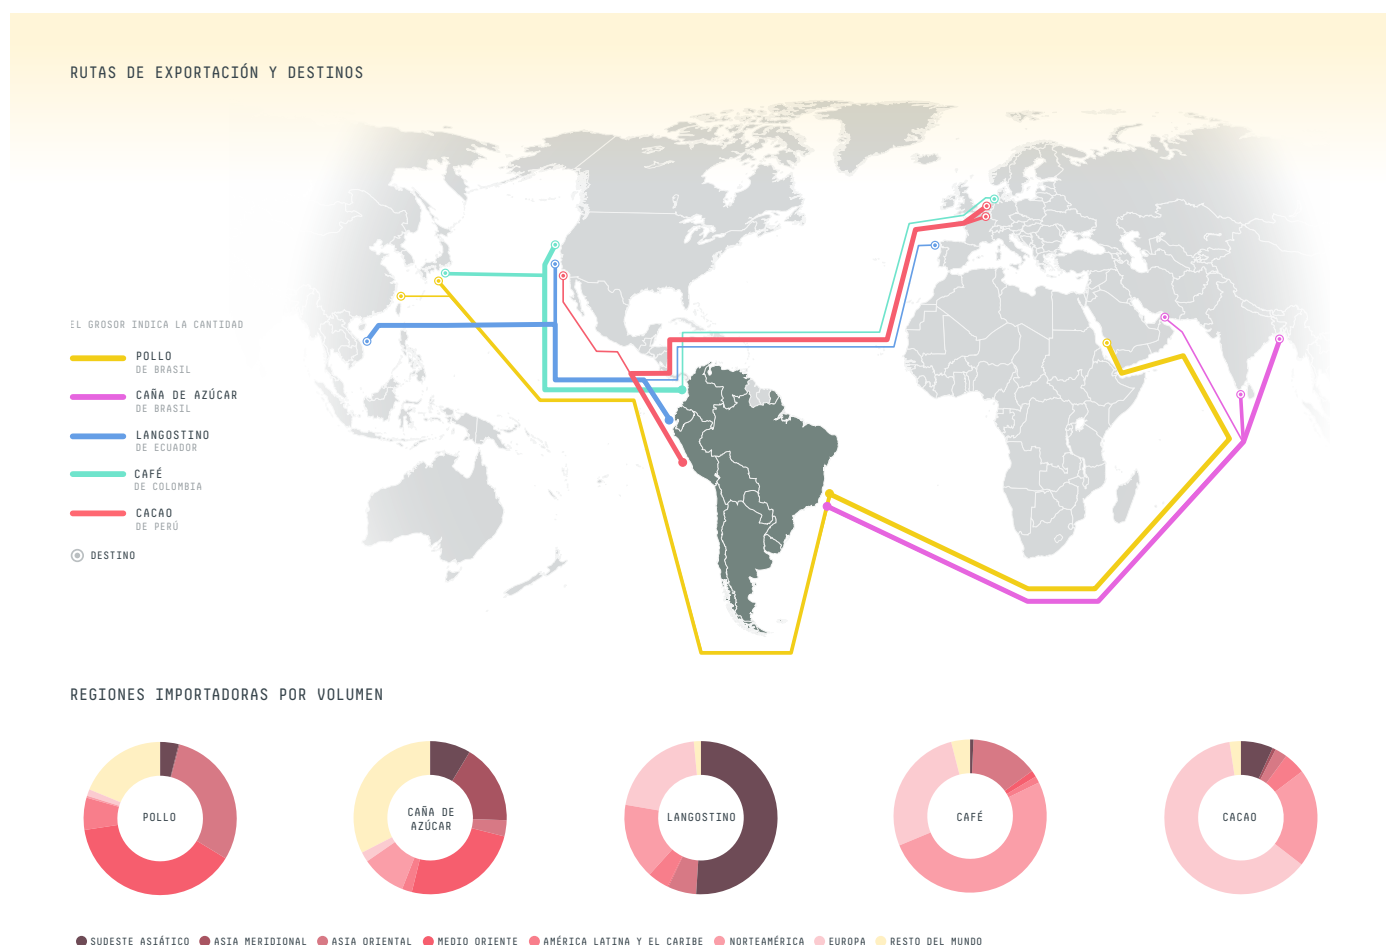 RUTAS DE EXPORTACIÓN Y DESTINOS
EL GROSOR INDICA LA CANTIDAD
POLLO
DE BRASIL
CAÑA DE AZÚCAR
DE BRASIL
LANGOSTINO
DE ECUADOR
CAFÉ
DE COLOMBIA
CACAO
DE PERÚ
DESTINO
REGIONES IMPORTADORAS POR VOLUMEN
POLLO
CAÑA DE
AZÚCAR
LANGOSTINO
CAFÉ
CACAO
SUDESTE ASIÁTICO ASIA MERIDIONAL ASIA ORIENTAL MEDIO ORIENTE AMÉRICA LATINA Y EL CARIBE NORTEAMÉRICA EUROPA RESTO DEL MUNDO